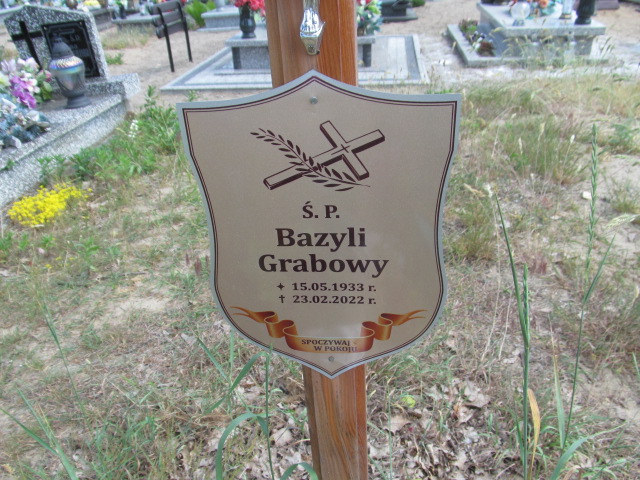 Ś. P.
Bazyli
Grabowy
✦ 15.05.1933 r.
† 23.02.2022 r.
SPOCZYWAJ
W POKOJU